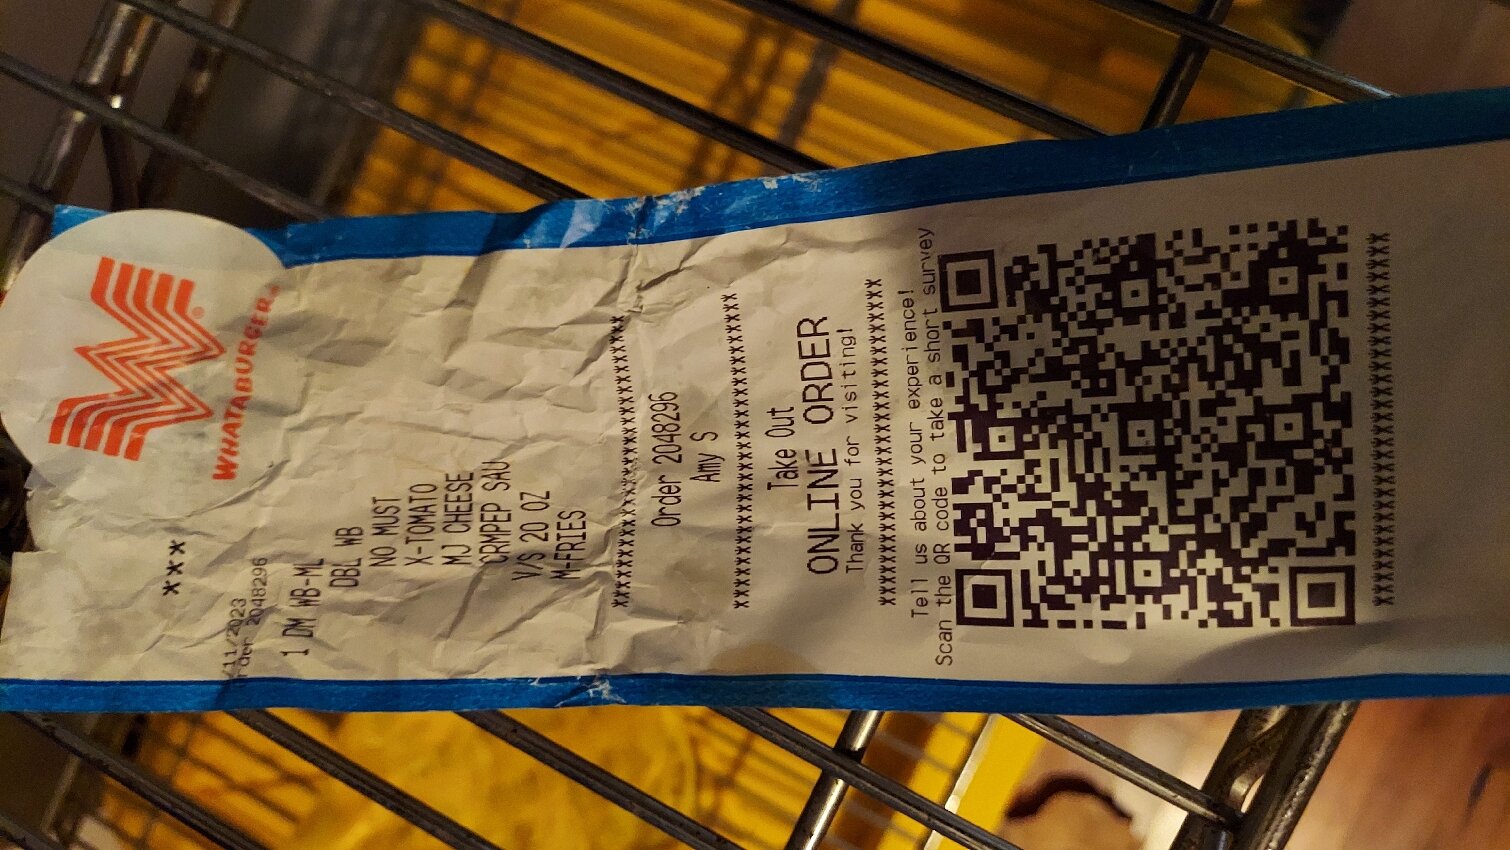 WHATABURGER
***
/11/2023
rder 2048296
1 DM WB-ML
DBL WB
NO MUST
X-TOMATO
MJ CHEESE
CRMPEP SAU
V/S 20 OZ
M-FRIES
Order 2048296
Amy S
Take Out
ONLINE ORDER
Thank you for visiting!
Tell us about your experience!
Scan the QR code to take a short survey